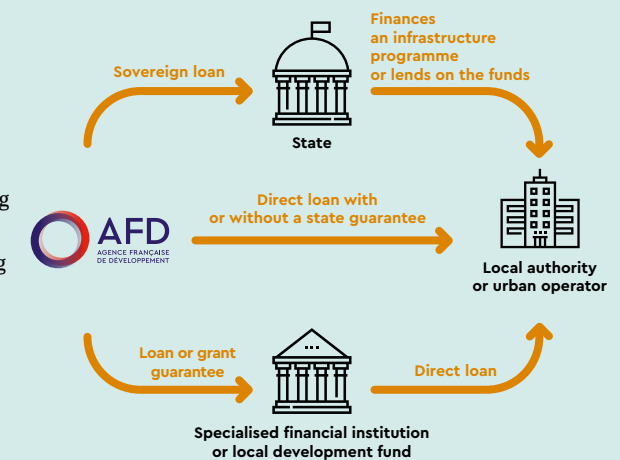 Finances
an infrastructure
programme
or lends on the funds
Sovereign loan
State
g
Direct loan with
or without a state guarantee
AFD
AGENCE FRANÇAISE
DE DÉVELOPPEMENT
g
Local authority
or urban operator
Loan or grant
guarantee
Direct loan
Specialised financial institution
or local development fund